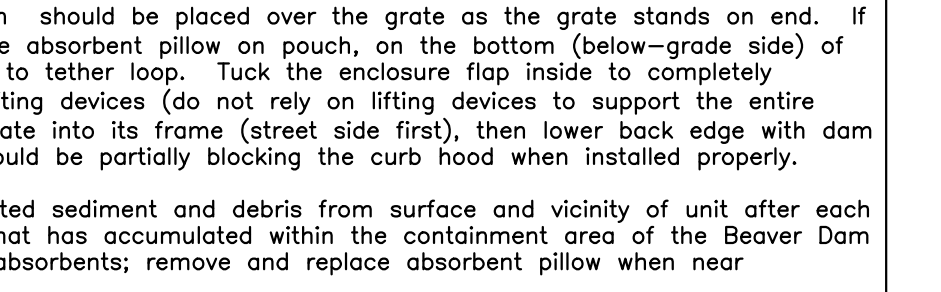 should be placed over the grate as the grate stands on end. If
absorbent pillow on pouch, on the bottom (below-grade side) of
to tether loop. Tuck the enclosure flap inside to completely
devices (do not rely on lifting devices to support the entire
into its frame (street side first), then lower back edge with dam
be partially blocking the curb hood when installed properly.
sediment and debris from surface and vicinity of unit after each
has accumulated within the containment area of the Beaver Dam
absorbents; remove and replace absorbent pillow when near